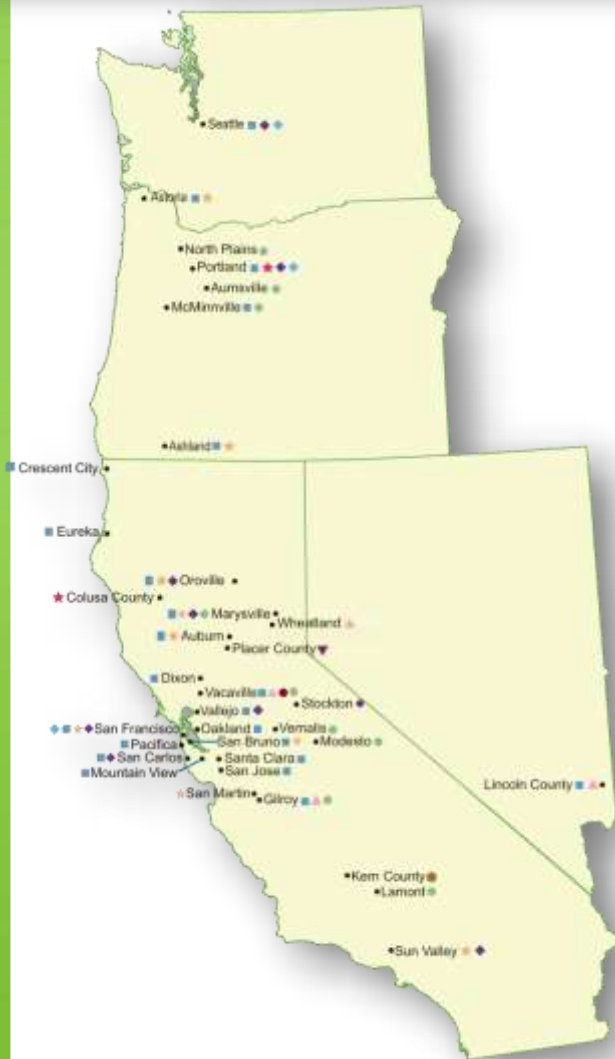 Seattle
Astoria
North Plains
Portland
Aumsville
McMinnville
Ashland
Crescent City
Eureka
Oroville
Colusa County
Marysville
Wheatland
Auburn
Placer County
Dixon
Vacaville
Stockton
Vallejo
San Francisco
Oakland
Vernalis
Pacifica
San Bruno
Modesto
San Carlos
Santa Clara
Mountain View
San Jose
Lincoln County
San Martin
Gilroy
Kern County
Lamont
Sun Valley